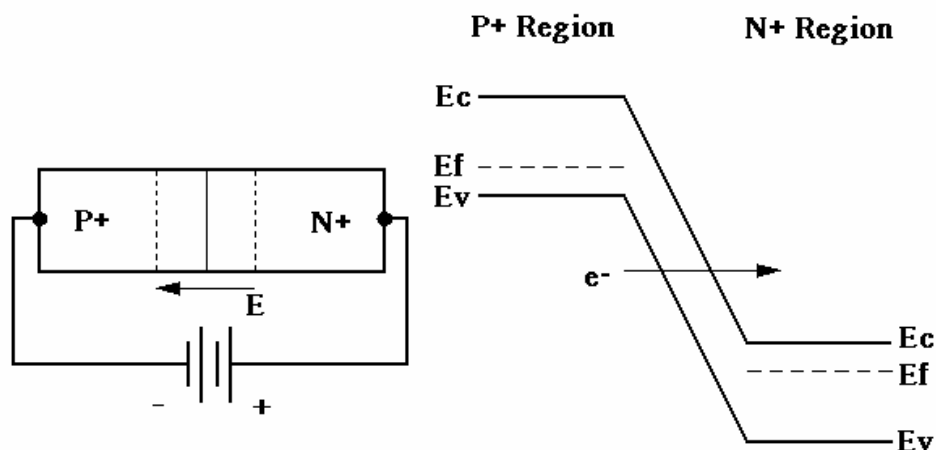 P+ Region N+ Region
Ec
Ef
Ev
P+ N+
e-
E
Ec
Ef
- +
Ev